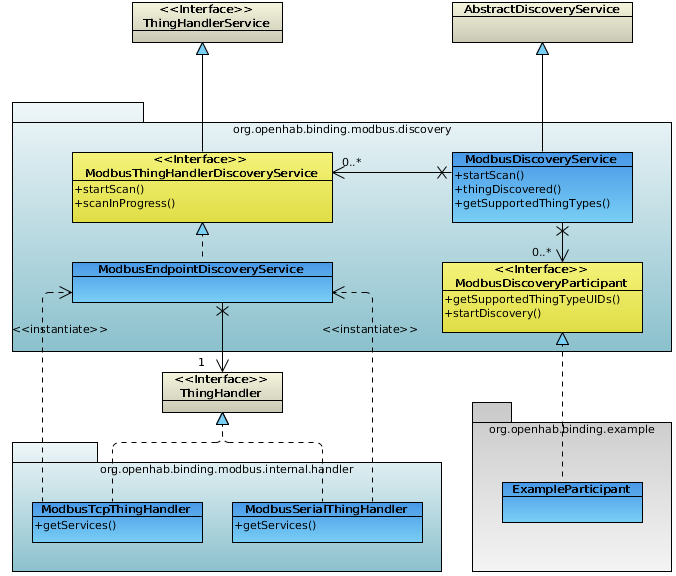 <<Interface>>
ThingHandlerService
AbstractDiscoveryService
org.openhab.binding.modbus.discovery
<<Interface>>
ModbusThingHandlerDiscoveryService
+startScan()
+scanInProgress()
0..*
ModbusDiscoveryService
+startScan()
+thingDiscovered()
+getSupportedThingTypes()
0..*
ModbusEndpointDiscoveryService
<<Interface>>
ModbusDiscoveryParticipant
+getSupportedThingTypeUIDs()
+startDiscovery()
<<instantiate>>
<<instantiate>>
1
<<Interface>>
ThingHandler
org.openhab.binding.example
ExampleParticipant
org.openhab.binding.modbus.internal.handler
ModbusTcpThingHandler
+getServices()
ModbusSerialThingHandler
+getServices()